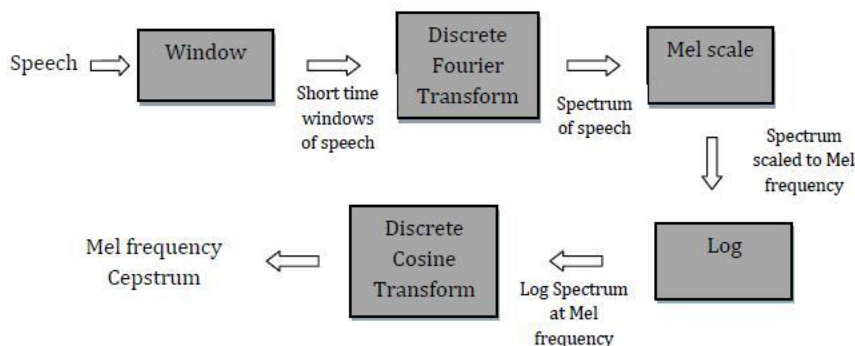 Speech
Window
Short time
windows
of speech
Discrete
Fourier
Transform
Spectrum
of speech
Mel scale
Spectrum
scaled to Mel
frequency
Log
Log Spectrum
at Mel
frequency
Discrete
Cosine
Transform
Mel frequency
Cepstrum